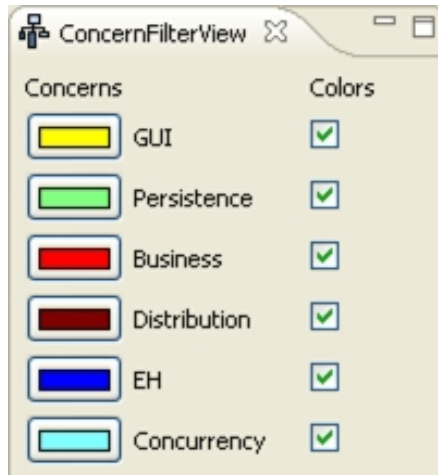 ConcernFilterView
Concerns Colors
GUI
Persistence
Business
Distribution
EH
Concurrency